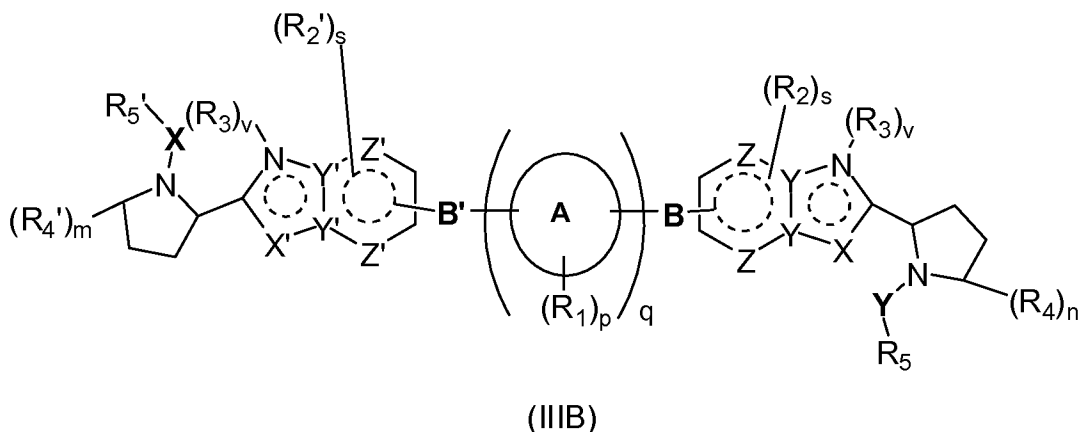 (R2')s
R5' X (R3)v N Z' Y' (R2)s (R3)v
(R4')m N X' Y' Z' B' A B Z Y N
(R1)p q Z Y X N (R4)n
Y
R5
(IIIB)